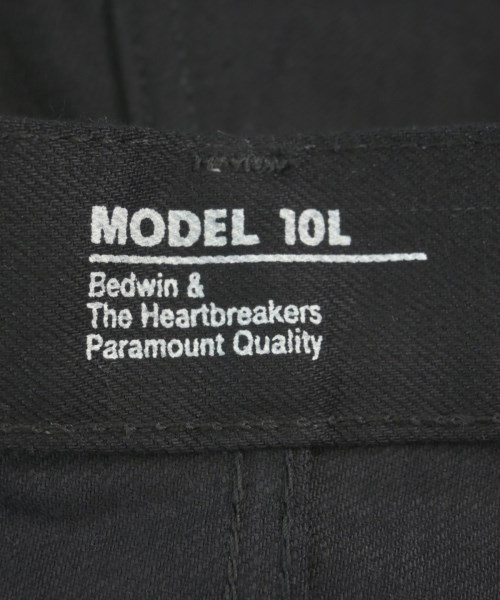 MODEL 10L
Bedwin &
The Heartbreakers
Paramount Quality